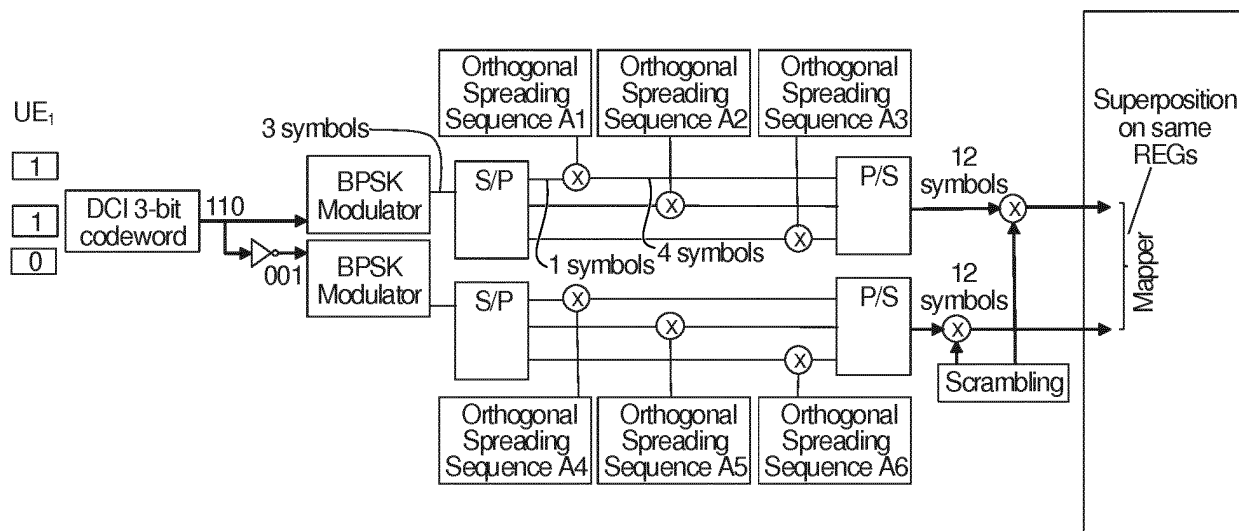 UE1
1
1
0
DCI 3-bit
codeword
110
001
BPSK
Modulator
BPSK
Modulator
3 symbols
Orthogonal
Spreading
Sequence A1
Orthogonal
Spreading
Sequence A2
Orthogonal
Spreading
Sequence A3
S/P
X
X
X
1 symbols
4 symbols
P/S
12
symbols
X
S/P
X
X
X
P/S
12
symbols
X
Scrambling
Orthogonal
Spreading
Sequence A4
Orthogonal
Spreading
Sequence A5
Orthogonal
Spreading
Sequence A6
Superposition
on same
REGs
Mapper